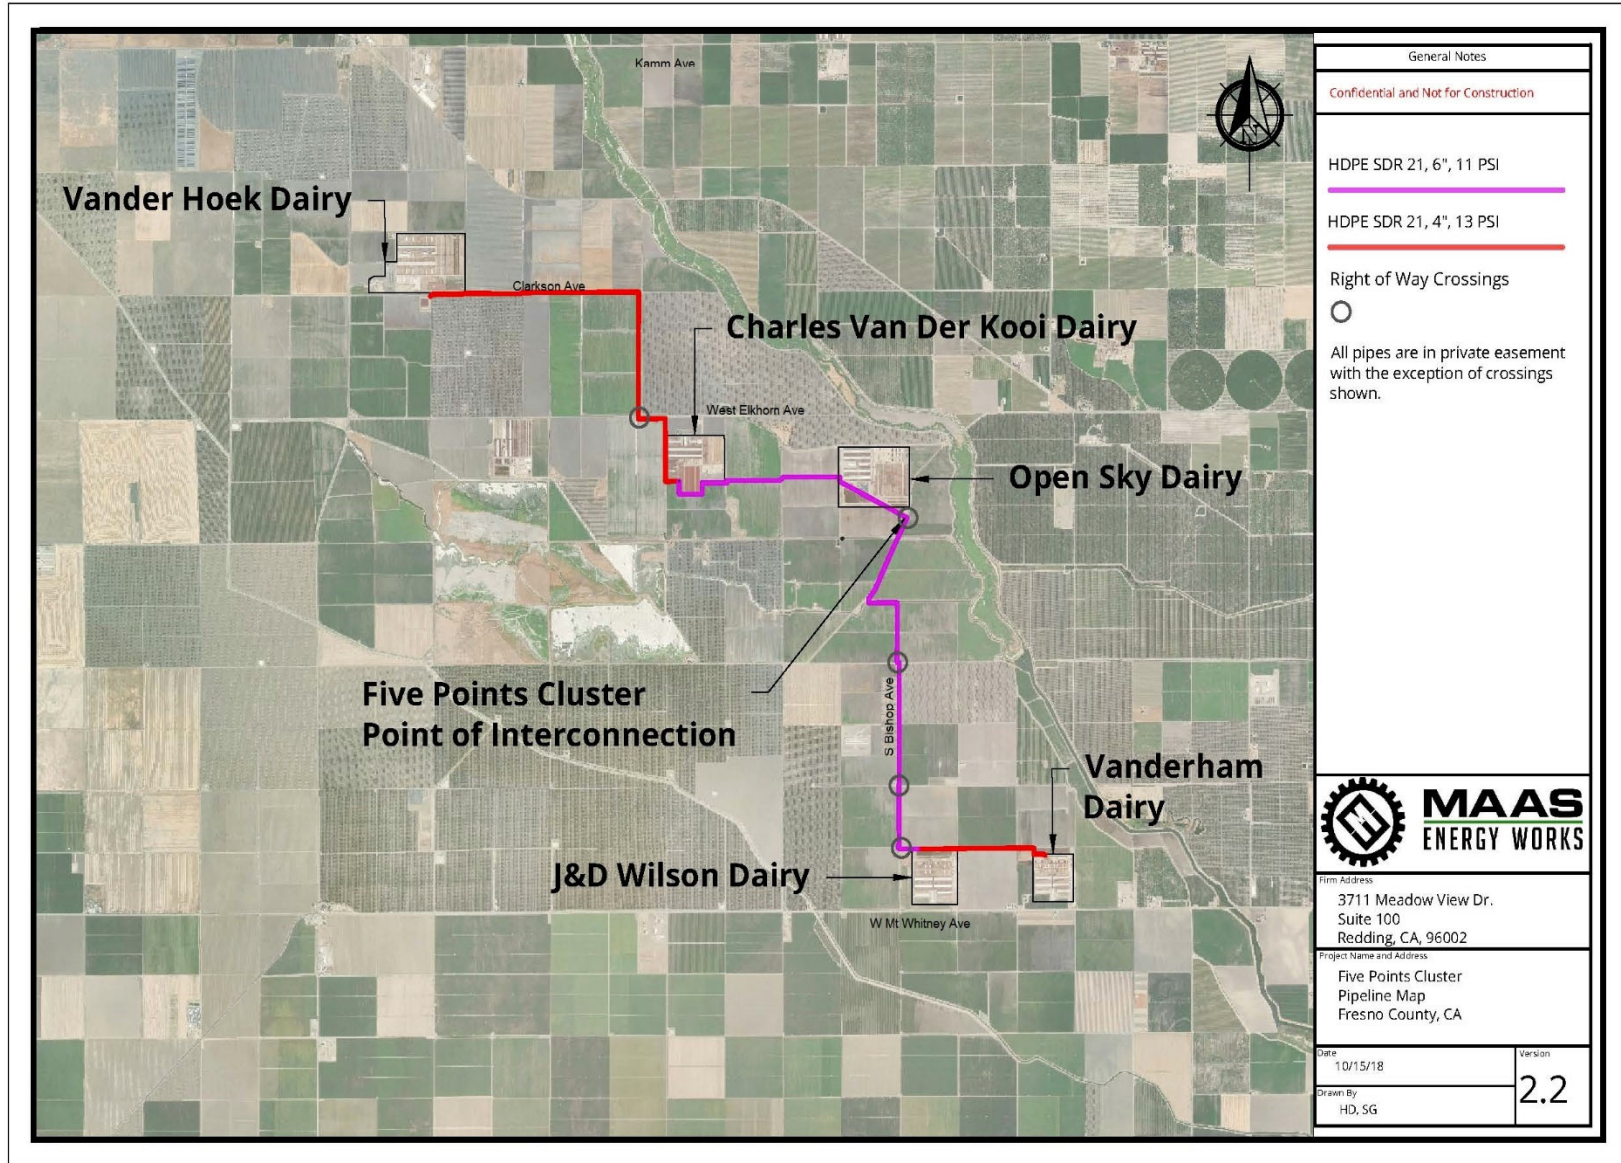 Kamm Ave
Vander Hoek Dairy
Clarkson Ave
Charles Van Der Kooi Dairy
West Elkhorn Ave
Open Sky Dairy
Five Points Cluster
Point of Interconnection
S Bishop Ave
Vanderham
Dairy
J&D Wilson Dairy
W Mt Whitney Ave
N
General Notes
Confidential and Not for Construction
HDPE SDR 21, 6", 11 PSI
HDPE SDR 21, 4", 13 PSI
Right of Way Crossings
All pipes are in private easement
with the exception of crossings
shown.
MAAS
ENERGY WORKS
Firm Address
3711 Meadow View Dr.
Suite 100
Redding, CA, 96002
Project Name and Address
Five Points Cluster
Pipeline Map
Fresno County, CA
Date
10/15/18
Version
2.2
Drawn By
HD, SG